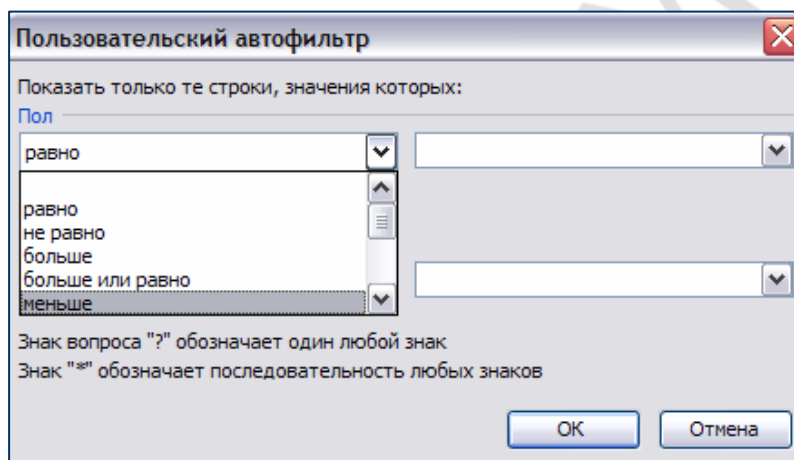 Пользовательский автофильтр
Показать только те строки, значения которых:
Пол
равно
равно
не равно
больше
больше или равно
меньше
Знак вопроса "?" обозначает один любой знак
Знак "*" обозначает последовательность любых знаков
ОК Отмена